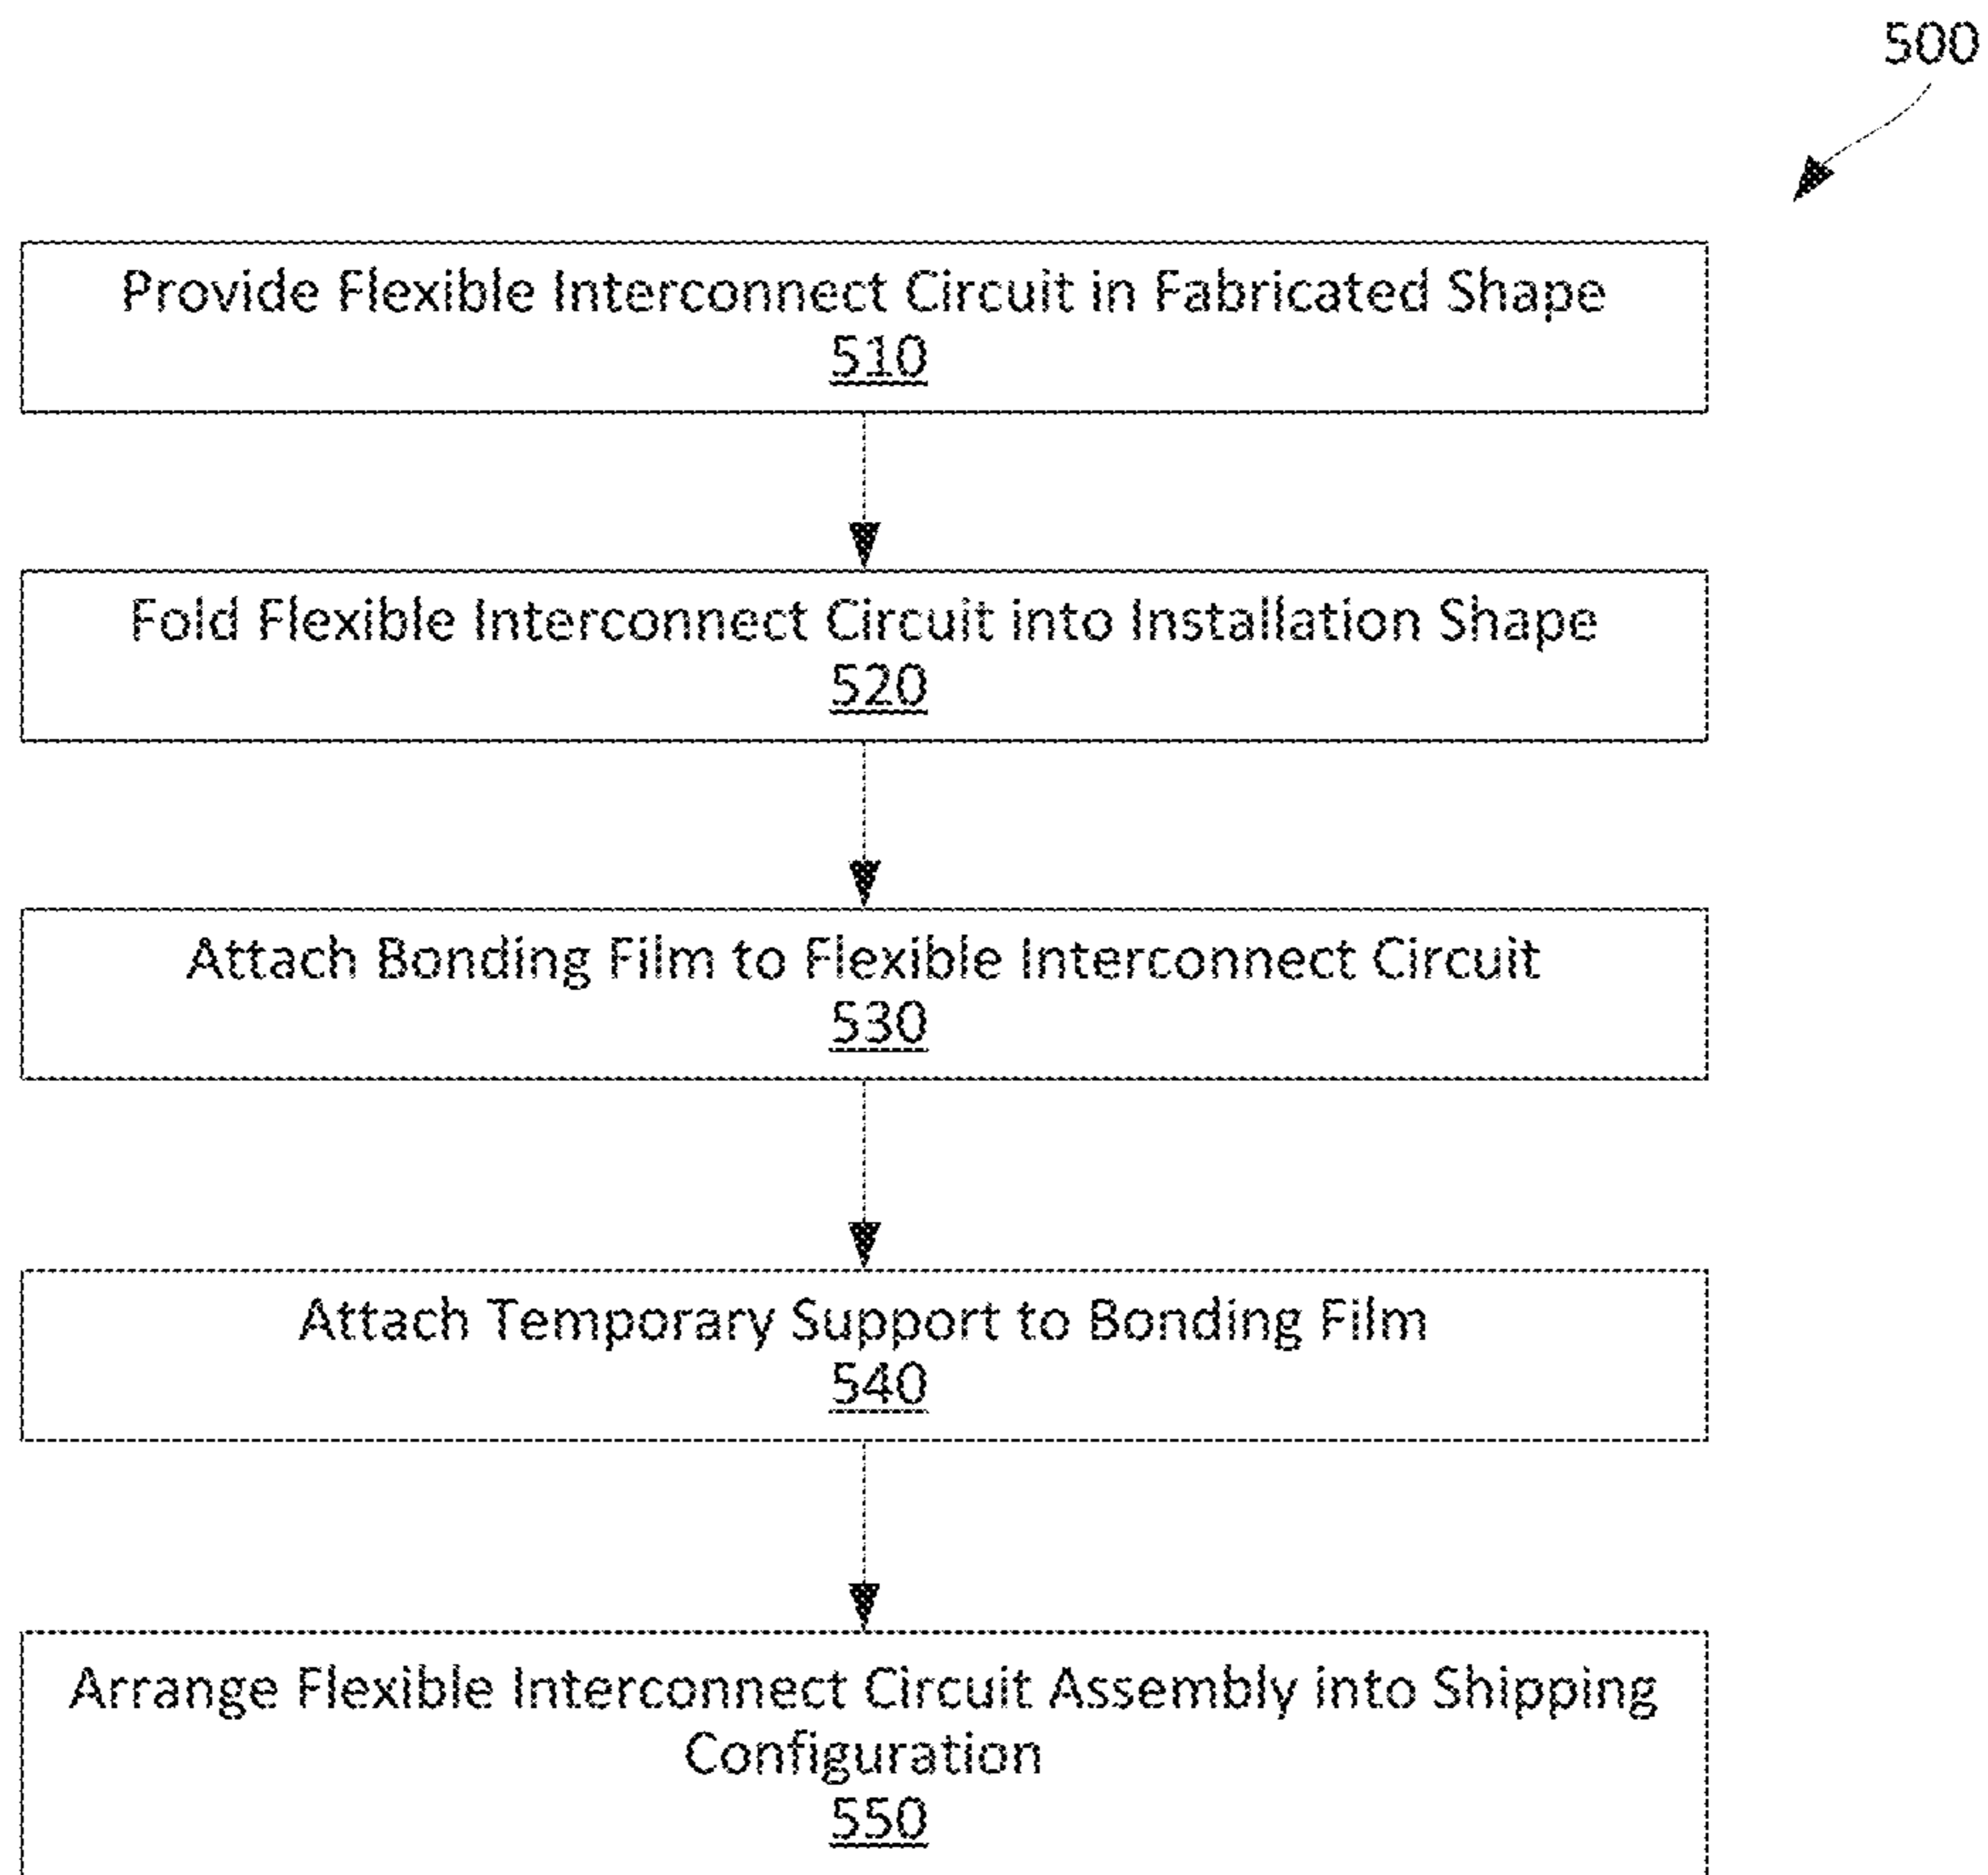 500
Provide Flexible Interconnect Circuit in Fabricated Shape
510
Fold Flexible Interconnect Circuit into Installation Shape
520
Attach Bonding Film to Flexible Interconnect Circuit
530
Attach Temporary Support to Bonding Film
540
Arrange Flexible Interconnect Circuit Assembly into Shipping
Configuration
550